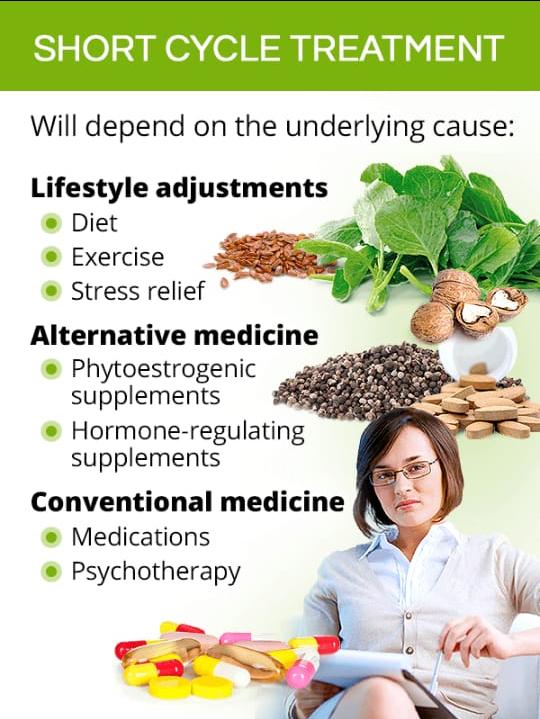 SHORT CYCLE TREATMENT
Will depend on the underlying cause:
Lifestyle adjustments
Diet
Exercise
Stress relief
Alternative medicine
Phytoestrogenic
supplements
Hormone-regulating
supplements
Conventional medicine
Medications
Psychotherapy